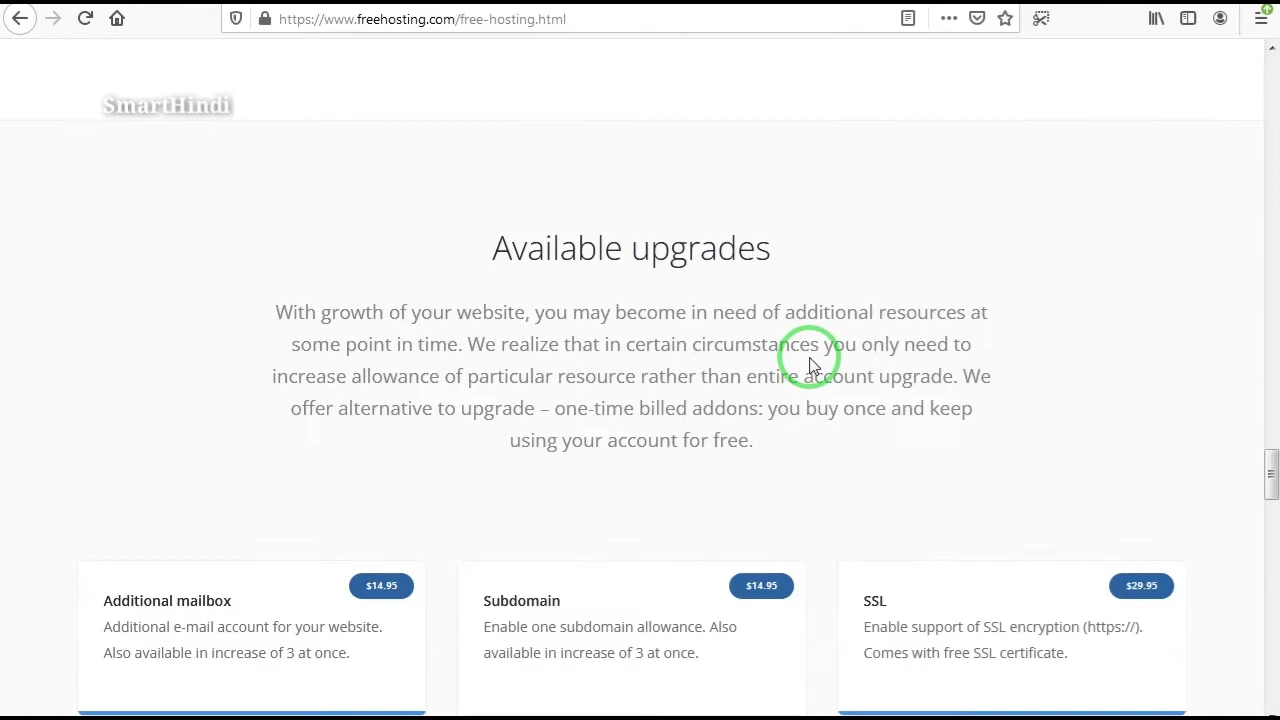 https://www.freehosting.com/free-hosting.html
SmartHindi
Available upgrades
With growth of your website, you may become in need of additional resources at
some point in time. We realize that in certain circumstances you only need to
increase allowance of particular resource rather than entire account upgrade. We
offer alternative to upgrade – one-time billed addons: you buy once and keep
using your account for free.
$14.95
Additional mailbox
Additional e-mail account for your website.
Also available in increase of 3 at once.
$14.95
Subdomain
Enable one subdomain allowance. Also
available in increase of 3 at once.
$29.95
SSL
Enable support of SSL encryption (https://).
Comes with free SSL certificate.